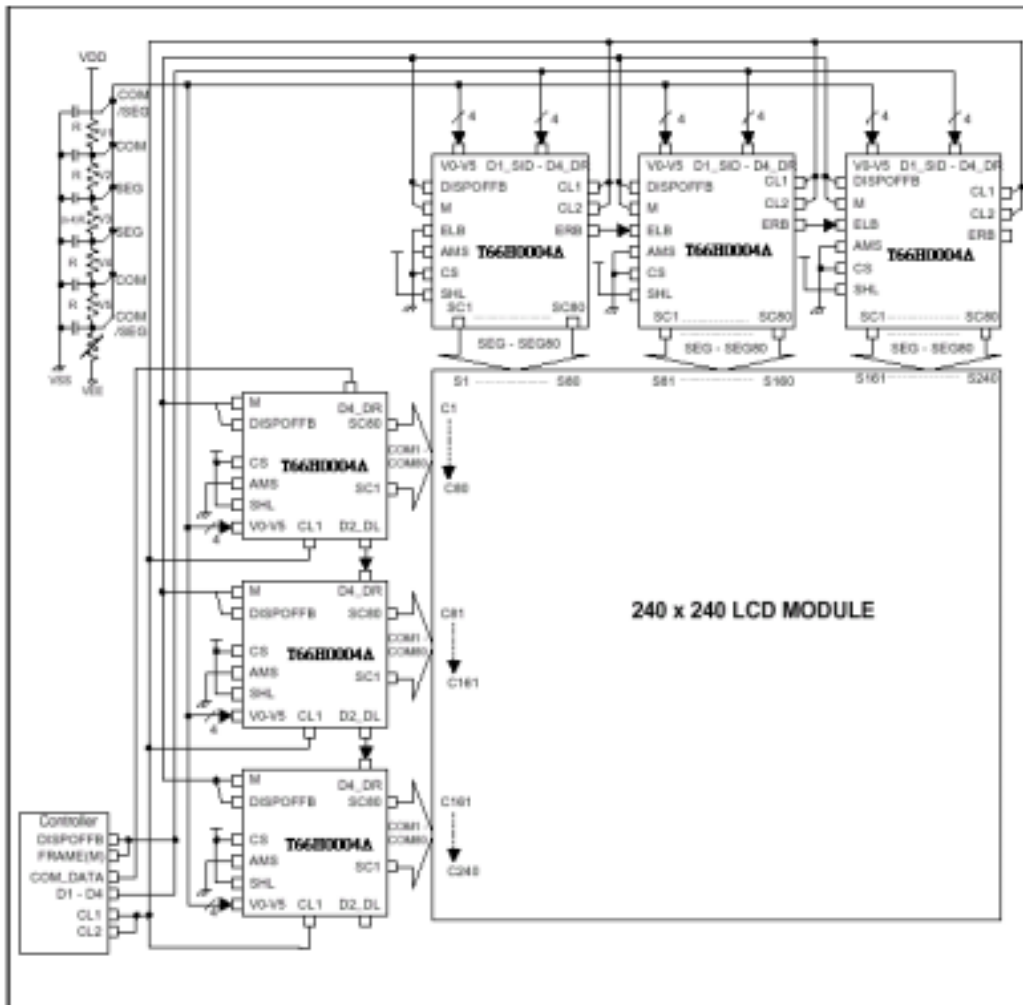 VDD
COM
/SEG
R
V1
COM
R
V2
SEG
V3
SEG
R
V4
COM
R
V5
COM
/SEG
VSS
VEE
4
4
4
4
4
4
V0-V5 D1_SID - D4_DR
DISPOFFB
CL1
M
CL2
ELB
ERB
AMS
T66H0004A
CS
SHL
SC1
SC80
SEG - SEG80
V0-V5 D1_SID - D4_DR
DISPOFFB
CL1
M
CL2
ELB
ERB
AMS
T66H0004A
CS
SHL
SC1
SC80
SEG - SEG80
V0-V5 D1_SID - D4_DR
DISPOFFB
CL1
M
CL2
ELB
ERB
AMS
T66H0004A
CS
SHL
SC1
SC80
SEG - SEG80
S1
S80
S81
S160
S161
S240
M
D4_DR
DISPOFFB
SC80
CS
T66H0004A
AMS
SC1
SHL
V0-V5 CL1 D2_DL
4
COM1 -
COM80
C1
C80
M
D4_DR
DISPOFFB
SC80
CS
T66H0004A
AMS
SC1
SHL
V0-V5 CL1 D2_DL
4
COM1 -
COM80
C81
C161
240 x 240 LCD MODULE
M
D4_DR
DISPOFFB
SC80
CS
T66H0004A
AMS
SC1
SHL
V0-V5 CL1 D2_DL
4
COM1 -
COM80
C161
C240
Controller
DISPOFFB
FRAME(M)
COM_DATA
D1 - D4
CL1
CL2